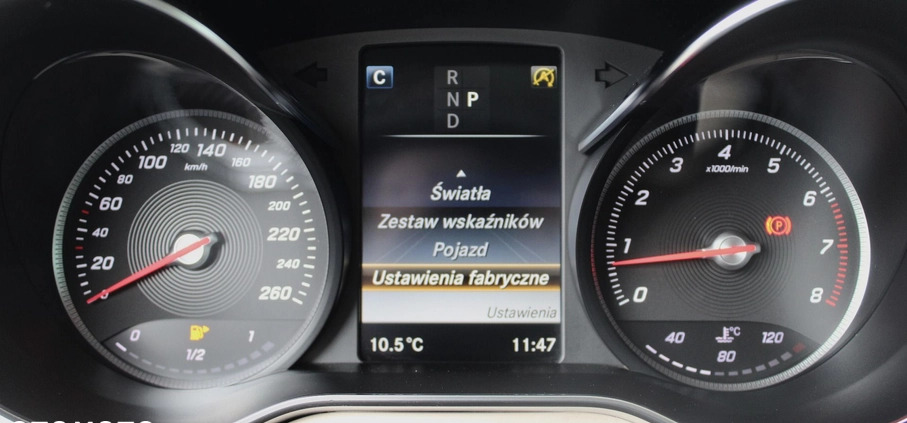 C
R
N P
D
Światła
Zestaw wskaźników
Pojazd
Ustawienia fabryczne
Ustawienia
10.5°C 11:47
0 20 40 60 80 100 120 140 160 180 200 220 240 260
km/h
0 1/2 1
0 1 2 3 4 5 6 7 8
x1000/min
P
40 80 120
°C